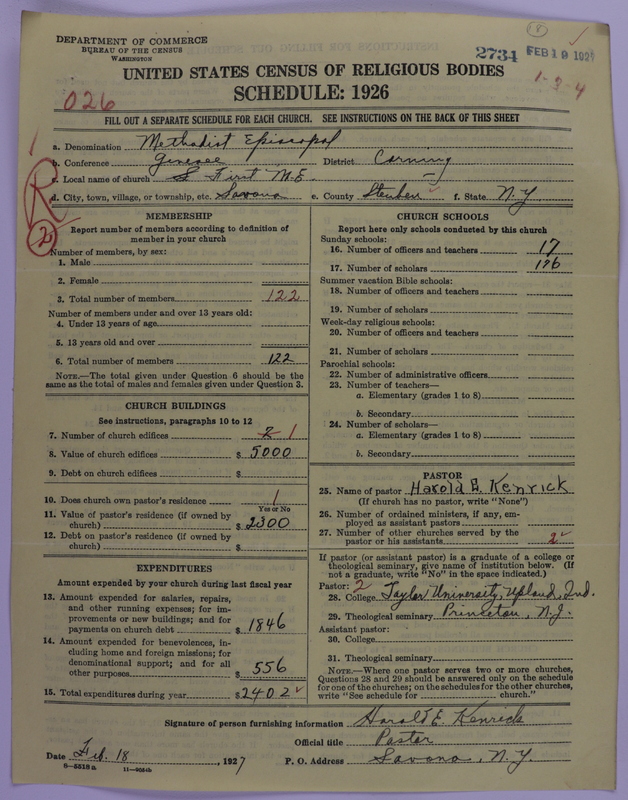 DEPARTMENT OF COMMERCE
BUREAU OF THE CENSUS
WASHINGTON
8
2734 FEB 19 1927
UNITED STATES CENSUS OF RELIGIOUS BODIES
1-3-4
SCHEDULE: 1926
026
FILL OUT A SEPARATE SCHEDULE FOR EACH CHURCH. SEE INSTRUCTIONS ON THE BACK OF THIS SHEET
a. Denomination Methodist Episcopal
b. Conference Genesee District Corning
c. Local name of church First M.E.
d. City, town, village, or township, etc. Savona e. County Steuben f. State N.Y.
R
2
MEMBERSHIP
Report number of members according to definition of
member in your church
Number of members, by sex:
1. Male
2. Female
3. Total number of members 122
Number of members under and over 13 years old:
4. Under 13 years of age
5. 13 years old and over
6. Total number of members 122
NOTE.—The total given under Question 6 should be the
same as the total of males and females given under Question 3.
CHURCH BUILDINGS
See instructions, paragraphs 10 to 12
7. Number of church edifices 2 1
8. Value of church edifices $ 5000
9. Debt on church edifices $
10. Does church own pastor's residence 1
Yes or No
11. Value of pastor's residence (if owned by
church) $ 2300
12. Debt on pastor's residence (if owned by
church) $
EXPENDITURES
Amount expended by your church during last fiscal year
13. Amount expended for salaries, repairs,
and other running expenses; for im-
provements or new buildings; and for
payments on church debt $ 1846
14. Amount expended for benevolences, in-
cluding home and foreign missions; for
denominational support; and for all
other purposes $ 556
15. Total expenditures during year $ 2402
CHURCH SCHOOLS
Report here only schools conducted by this church
Sunday schools:
16. Number of officers and teachers 17
17. Number of scholars 126
Summer vacation Bible schools:
18. Number of officers and teachers
19. Number of scholars
Week-day religious schools:
20. Number of officers and teachers
21. Number of scholars
Parochial schools:
22. Number of administrative officers
23. Number of teachers—
a. Elementary (grades 1 to 8)
b. Secondary
24. Number of scholars—
a. Elementary (grades 1 to 8)
b. Secondary
PASTOR
25. Name of pastor Harold E. Kenrick
(If church has no pastor, write "None")
26. Number of ordained ministers, if any, em-
ployed as assistant pastors
27. Number of other churches served by the
pastor or his assistants 2
If pastor (or assistant pastor) is a graduate of a college or
theological seminary, give name of institution below. (If
not a graduate, write "No" in the space indicated.)
Pastor: 2
28. College Taylor University, Upland, Ind.
29. Theological seminary Princeton, N.J.
Assistant pastor:
30. College
31. Theological seminary
NOTE.—Where one pastor serves two or more churches,
Questions 28 and 29 should be answered only on the schedule
for one of the churches; on the schedules for the other churches,
write "See schedule for church."
Signature of person furnishing information Harold E. Kenrick
Official title Pastor
Date Feb. 18, 1927 P. O. Address Savona, N.Y.
8-5518a 11-9054b